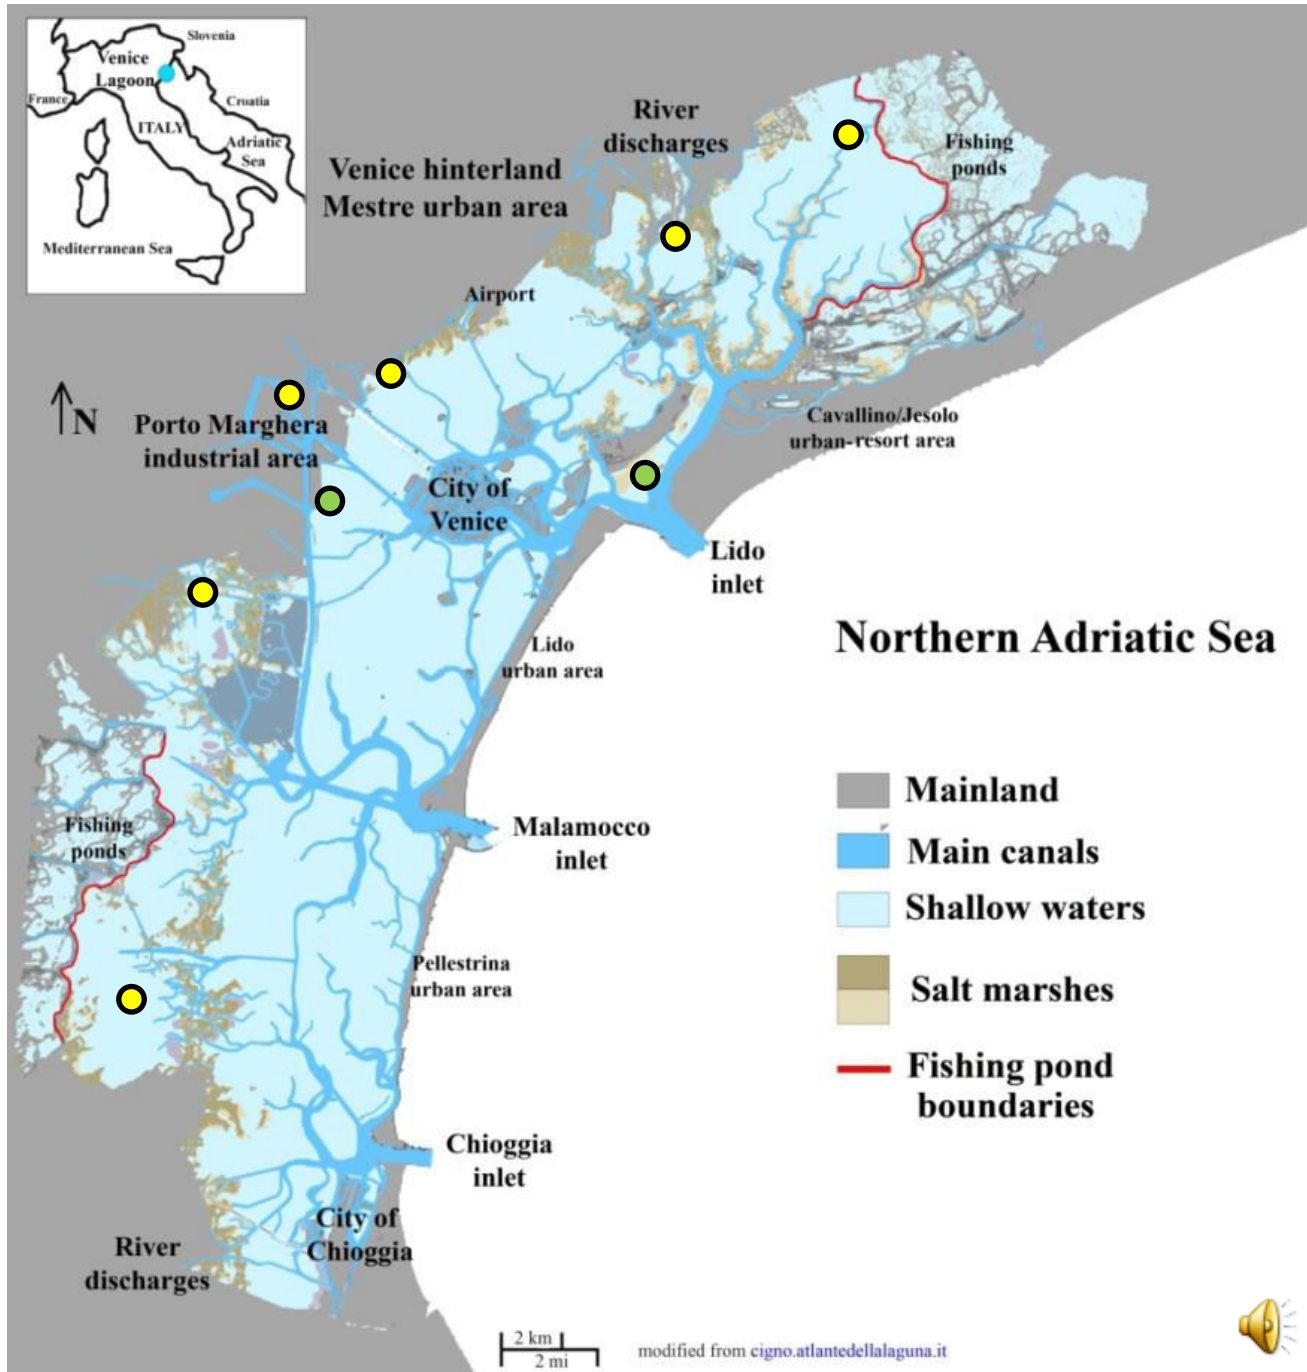 Slovenia
Venice
Lagoon
France
Croatia
ITALY
Adriatic
Sea
Mediterranean Sea
River
discharges
Venice hinterland
Mestre urban area
Fishing
ponds
Airport
N
Porto Marghera
industrial area
Cavallino/Jesolo
urban-resort area
City of
Venice
Lido
inlet
Northern Adriatic Sea
Lido
urban area
Fishing
ponds
Malamocco
inlet
Mainland
Main canals
Shallow waters
Salt marshes
Fishing pond
boundaries
Pellestrina
urban area
Chioggia
inlet
City of
Chioggia
River
discharges
2 km
2 mi
modified from cigno.atlantedellalaguna.it